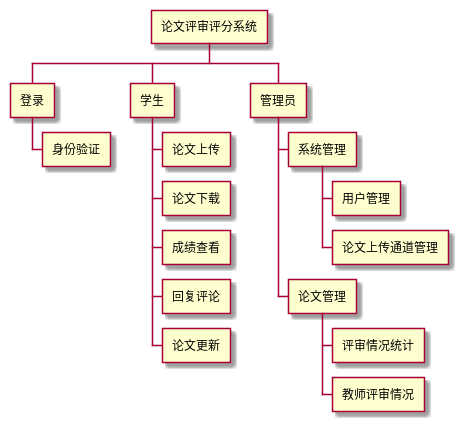 论文评审评分系统
登录
学生
管理员
身份验证
论文上传
系统管理
论文下载
用户管理
成绩查看
论文上传通道管理
回复评论
论文管理
论文更新
评审情况统计
教师评审情况